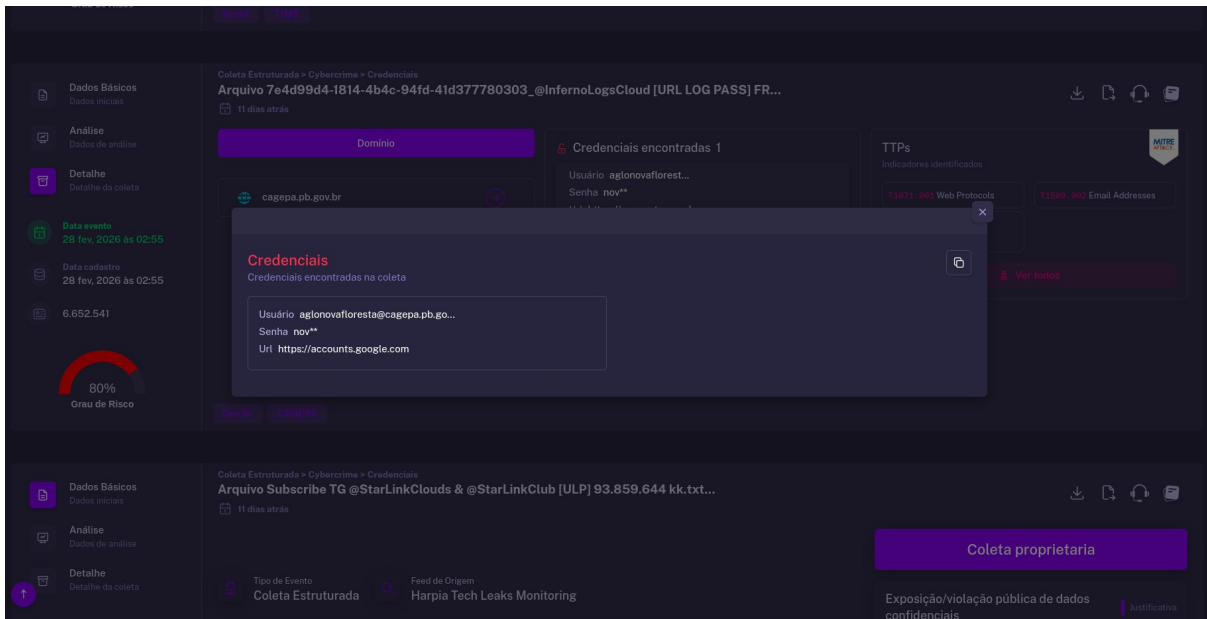 Dados Básicos
Dados iniciais
Análise
Dados de análise
Detalhe
Detalhe da coleta
Data evento
28 fev, 2026 às 02:55
Data cadastro
28 fev, 2026 às 02:55
6.652.541
80%
Grau de Risco
Coleta Estruturada > Cybercrime > Credenciais
Arquivo 7e4d99d4-1814-4b4c-94fd-41d377780303_@InfernoLogsCloud [URL LOG PASS] FR...
11 dias atrás
Domínio
cagepa.pb.gov.br
Credenciais encontradas 1
Usuário aglonovaflorest...
Senha nov**
TTPs
Indicadores identificados
MITRE
ATT&CK
T1071.001 Web Protocols
T1589.002 Email Addresses
Ver todos
Credenciais
Credenciais encontradas na coleta
Usuário aglonovafloresta@cagepa.pb.go...
Senha nov**
Url https://accounts.google.com
Dados Básicos
Dados iniciais
Análise
Dados de análise
Detalhe
Detalhe da coleta
Coleta Estruturada > Cybercrime > Credenciais
Arquivo Subscribe TG @StarLinkClouds & @StarLinkClub [ULP] 93.859.644 kk.txt...
11 dias atrás
Tipo de Evento
Coleta Estruturada
Feed de Origem
Harpia Tech Leaks Monitoring
Coleta proprietaria
Exposição/violação pública de dados
confidenciais
Justificativa